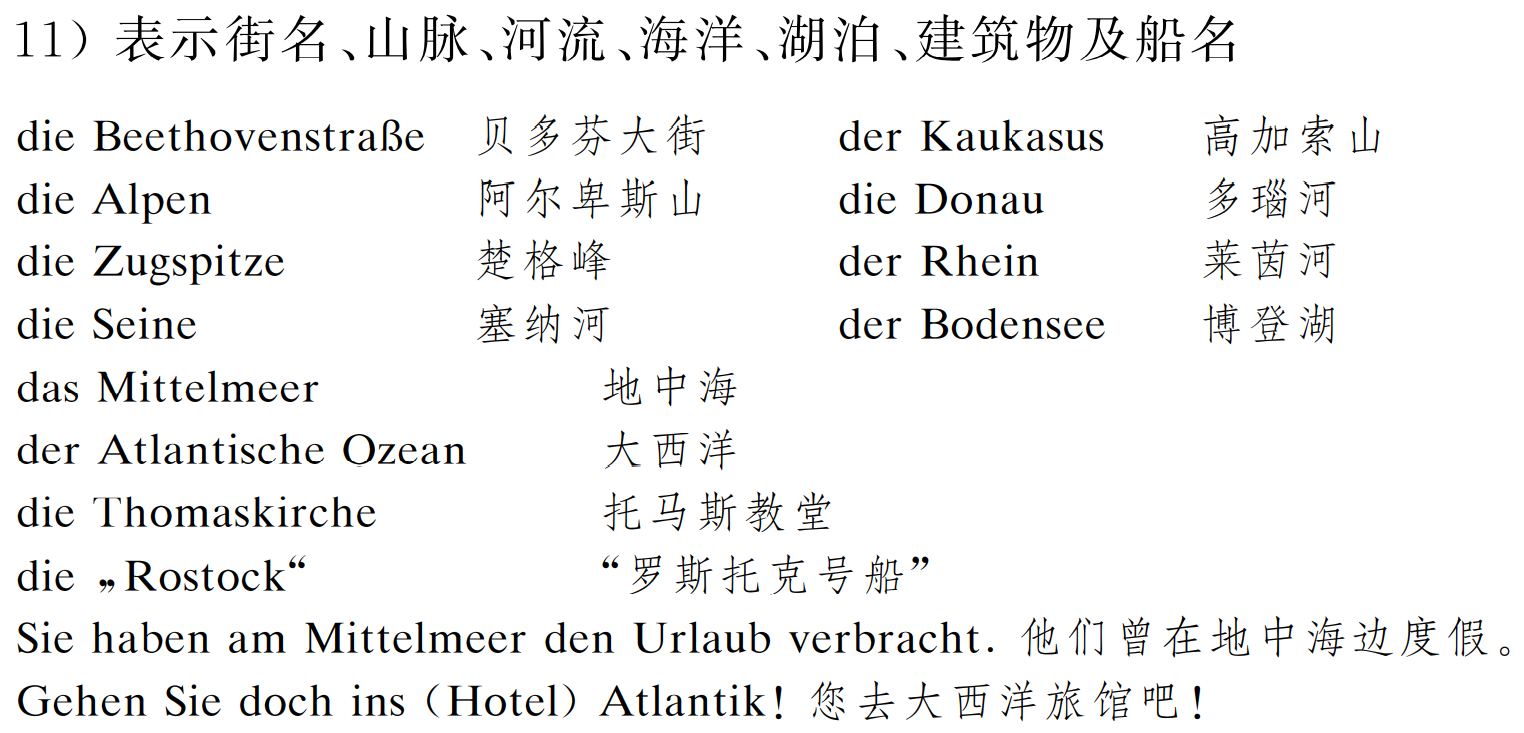 11）表示街名、山脉、河流、海洋、湖泊、建筑物及船名
die Beethovenstraße 贝多芬大街 der Kaukasus 高加索山
die Alpen 阿尔卑斯山 die Donau 多瑙河
die Zugspitze 楚格峰 der Rhein 莱茵河
die Seine 塞纳河 der Bodensee 博登湖
das Mittelmeer 地中海
der Atlantische Ozean 大西洋
die Thomaskirche 托马斯教堂
die „Rostock“ “罗斯托克号船”
Sie haben am Mittelmeer den Urlaub verbracht. 他们曾在地中海边度假。
Gehen Sie doch ins (Hotel) Atlantik! 您去大西洋旅馆吧!